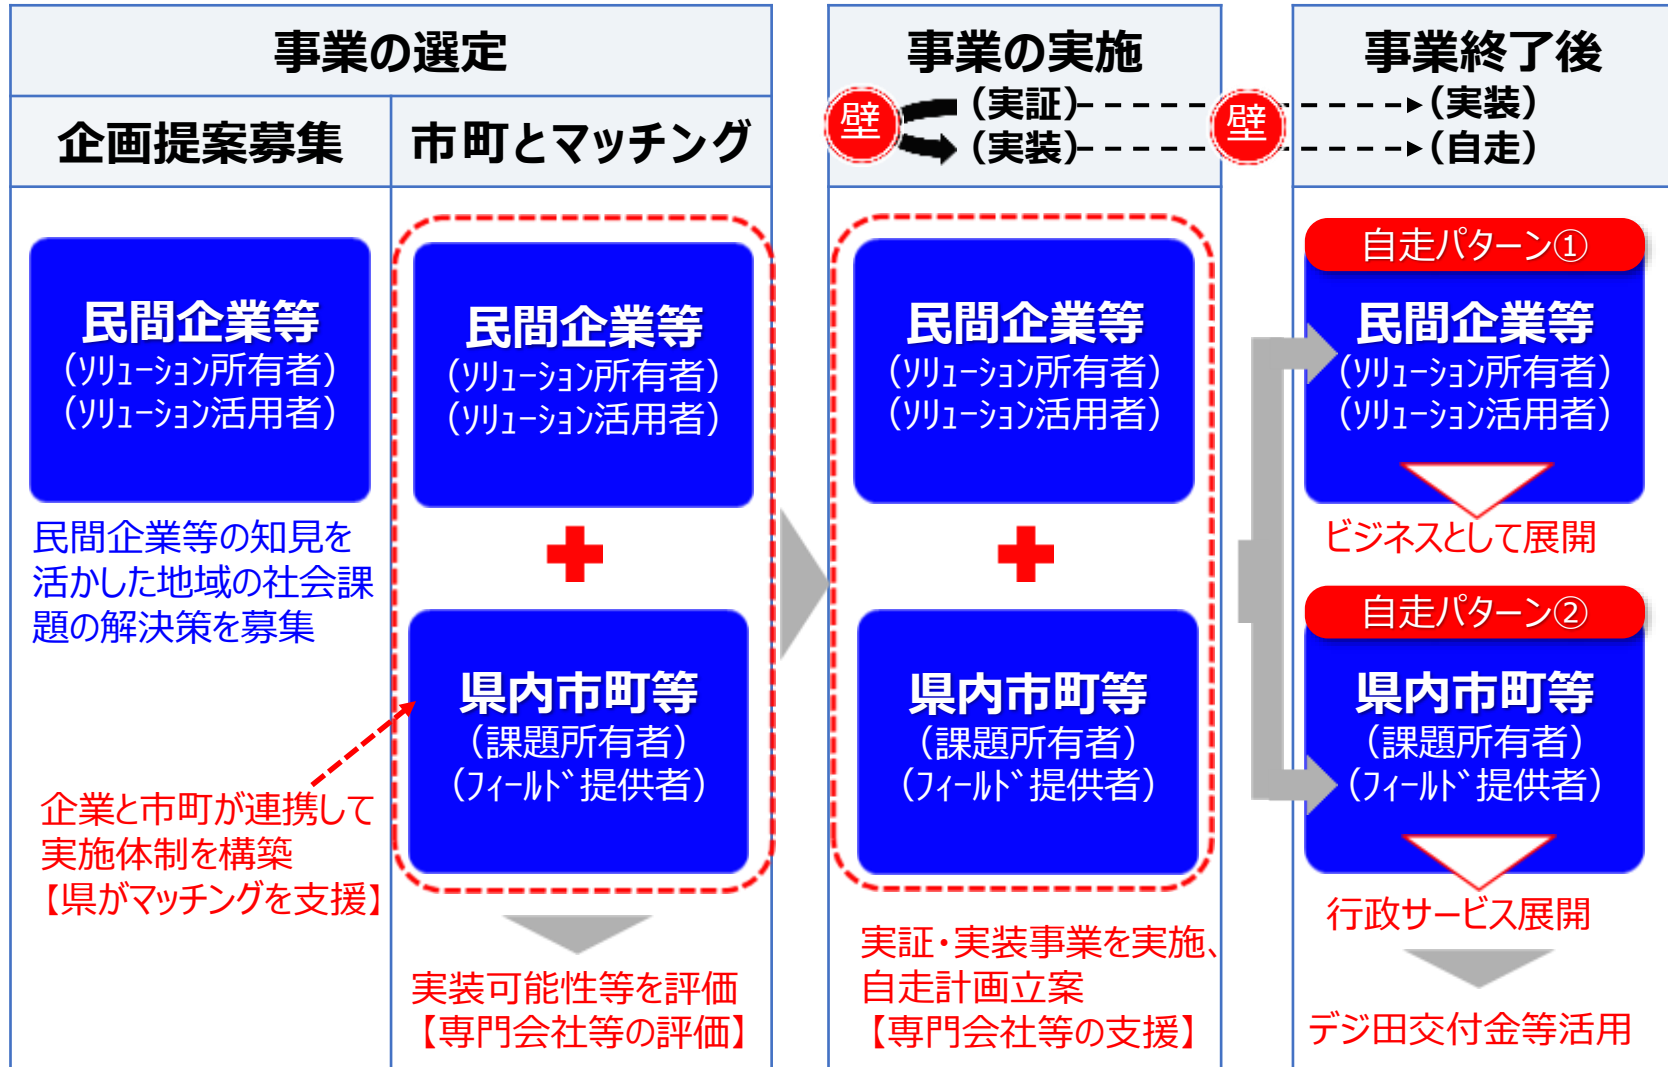 事業の選定
企画提案募集
市町とマッチング
民間企業等
(ｿﾘｭｰｼｮﾝ所有者)
(ｿﾘｭｰｼｮﾝ活用者)
民間企業等の知見を
活かした地域の社会課
題の解決策を募集
企業と市町が連携して
実施体制を構築
【県がマッチングを支援】
民間企業等
(ｿﾘｭｰｼｮﾝ所有者)
(ｿﾘｭｰｼｮﾝ活用者)
県内市町等
(課題所有者)
(ﾌｨｰﾙﾄﾞ提供者)
実装可能性等を評価
【専門会社等の評価】
事業の実施
壁
(実証)
(実装)
壁
民間企業等
(ｿﾘｭｰｼｮﾝ所有者)
(ｿﾘｭｰｼｮﾝ活用者)
県内市町等
(課題所有者)
(ﾌｨｰﾙﾄﾞ提供者)
実証・実装事業を実施、
自走計画立案
【専門会社等の支援】
事業終了後
(実装)
(自走)
自走パターン①
民間企業等
(ｿﾘｭｰｼｮﾝ所有者)
(ｿﾘｭｰｼｮﾝ活用者)
ビジネスとして展開
自走パターン②
県内市町等
(課題所有者)
(ﾌｨｰﾙﾄﾞ提供者)
行政サービス展開
デジ田交付金等活用